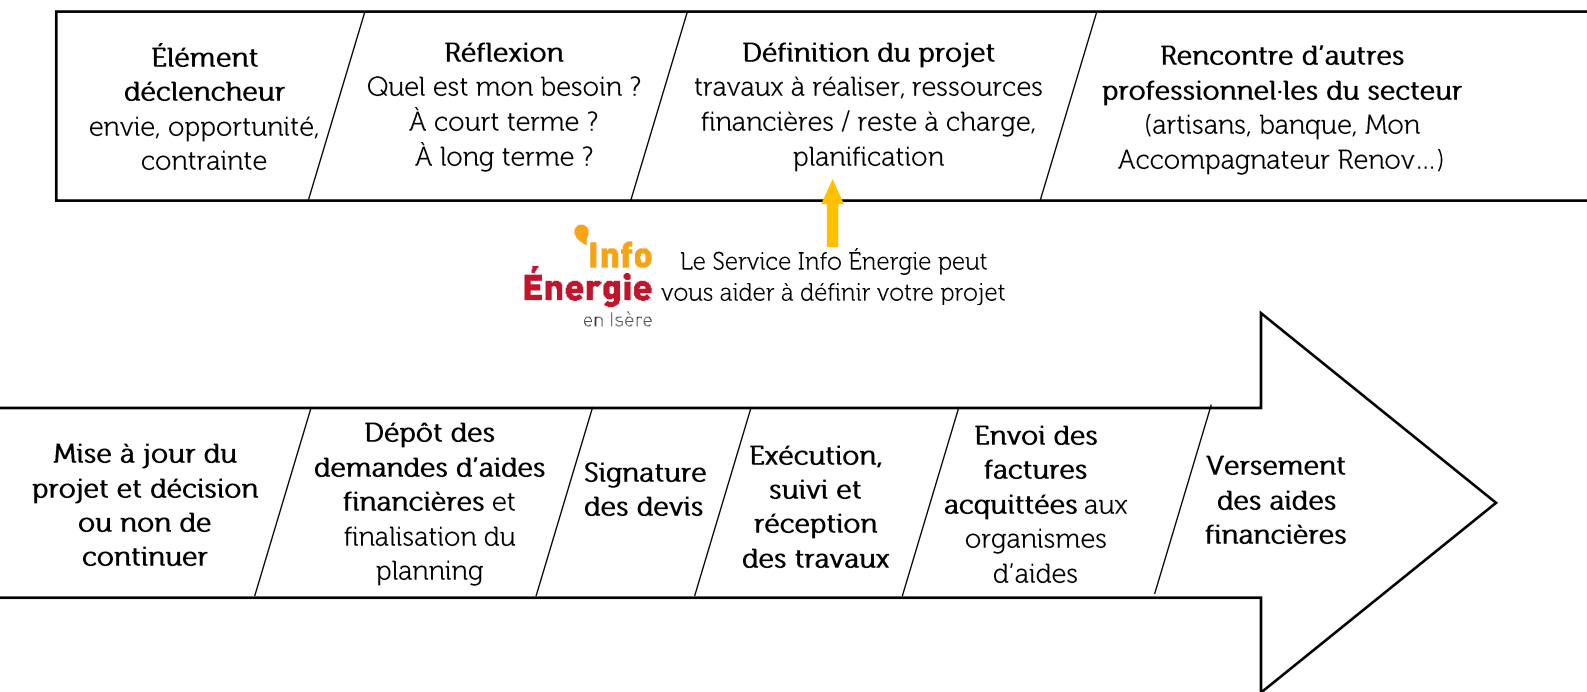 Élément
déclencheur
envie, opportunité,
contrainte
Réflexion
Quel est mon besoin ?
À court terme ?
À long terme ?
Définition du projet
travaux à réaliser, ressources
financières / reste à charge,
planification
Rencontre d’autres
professionnel·les du secteur
(artisans, banque, Mon
Accompagnateur Renov…)
Info
Énergie
en Isère
Le Service Info Énergie peut
vous aider à définir votre projet
Mise à jour du
projet et décision
ou non de
continuer
Dépôt des
demandes d’aides
financières et
finalisation du
planning
Signature
des devis
Exécution,
suivi et
réception
des travaux
Envoi des
factures
acquittées aux
organismes
d’aides
Versement
des aides
financières